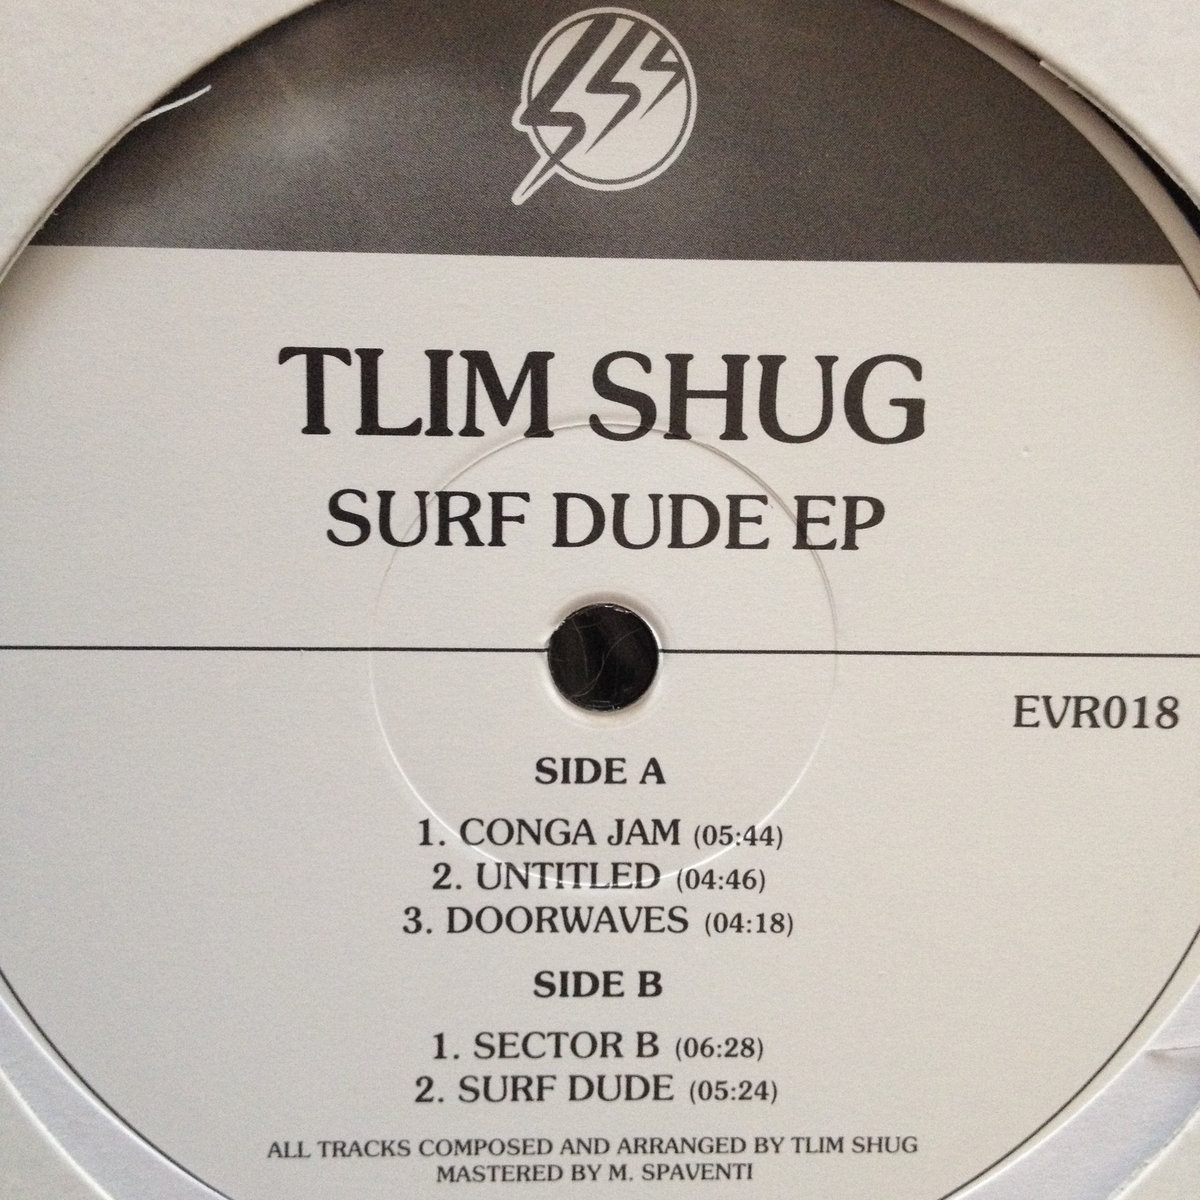 TLIM SHUG
SURF DUDE EP
EVR018
SIDE A
1. CONGA JAM (05:44)
2. UNTITLED (04:46)
3. DOORWAVES (04:18)
SIDE B
1. SECTOR B (06:28)
2. SURF DUDE (05:24)
ALL TRACKS COMPOSED AND ARRANGED BY TLIM SHUG
MASTERED BY M. SPAVENTI